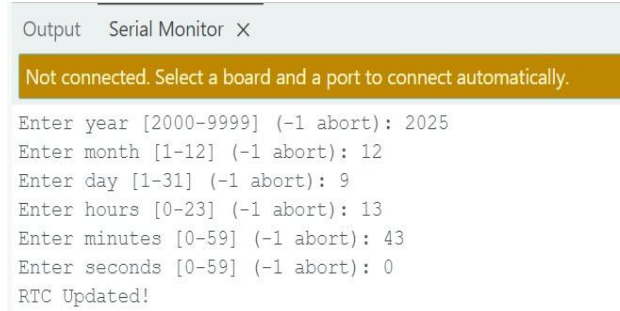 Output Serial Monitor X
Not connected. Select a board and a port to connect automatically.
Enter year [2000-9999] (-1 abort): 2025
Enter month [1-12] (-1 abort): 12
Enter day [1-31] (-1 abort): 9
Enter hours [0-23] (-1 abort): 13
Enter minutes [0-59] (-1 abort): 43
Enter seconds [0-59] (-1 abort): 0
RTC Updated!